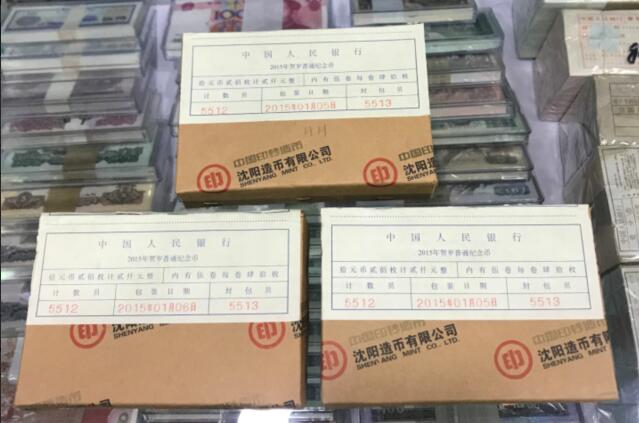 中国人民银行
2015年贺岁普通纪念币
拾元币贰佰枚计贰仟元整 内有伍卷每卷肆拾枚
计数员 包装日期 封包员
5512 2015年01月05日 5513
中国印钞造币
沈阳造币有限公司
SHENYANG MINT CO., LTD.
中国人民银行
2015年贺岁普通纪念币
拾元币贰佰枚计贰仟元整 内有伍卷每卷肆拾枚
计数员 包装日期 封包员
5512 2015年01月06日 5513
沈阳造币有限公司
SHENYANG MINT CO., LTD.
中国人民银行
2015年贺岁普通纪念币
拾元币贰佰枚计贰仟元整 内有伍卷每卷肆拾枚
计数员 包装日期 封包员
5512 2015年01月05日 5513
中国印钞造币
沈阳造币有限公司
SHENYANG MINT CO., LTD.
100